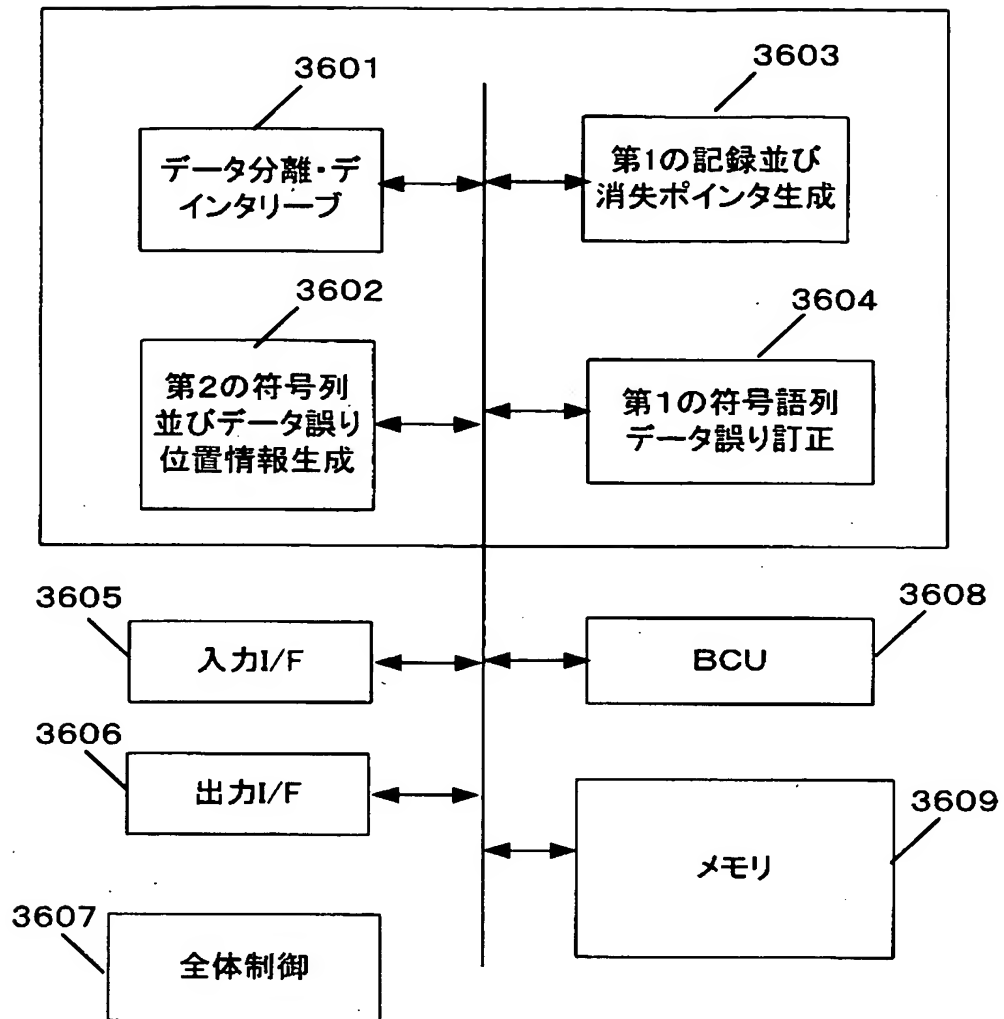 3601
データ分離・デ
インタリーブ
3603
第1の記録並び
消失ポインタ生成
3602
第2の符号列
並びデータ誤り
位置情報生成
3604
第1の符号語列
データ誤り訂正
3605
入力I/F
3608
BCU
3606
出力I/F
3609
メモリ
3607
全体制御